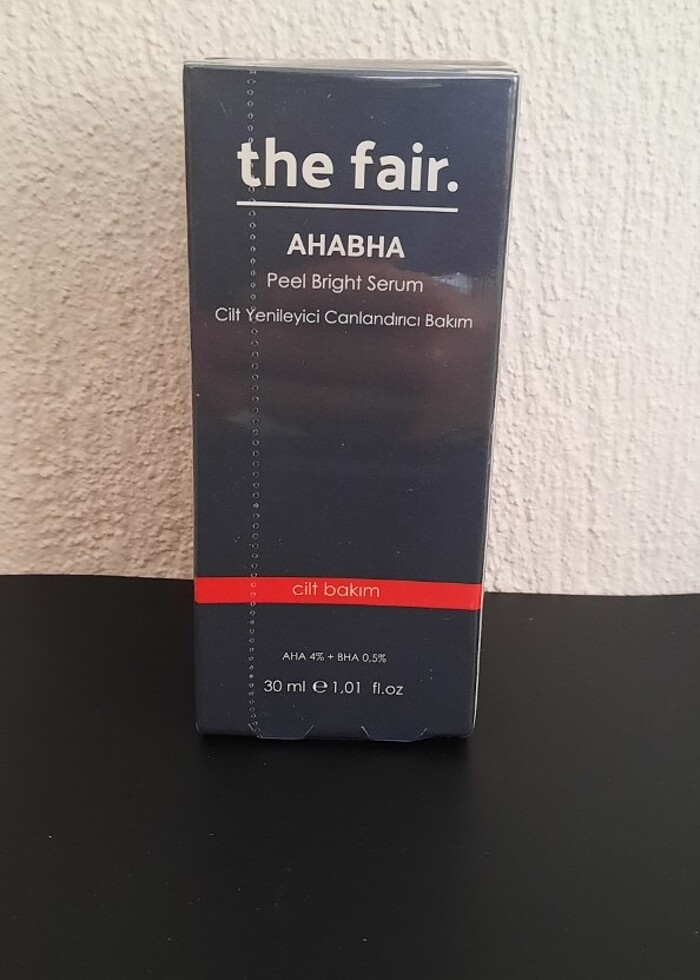 the fair.
AHABHA
Peel Bright Serum
Cilt Yenileyici Canlandırıcı Bakım
cilt bakım
AHA 4% + BHA 0,5%
30 ml ℮ 1,01 fl.oz